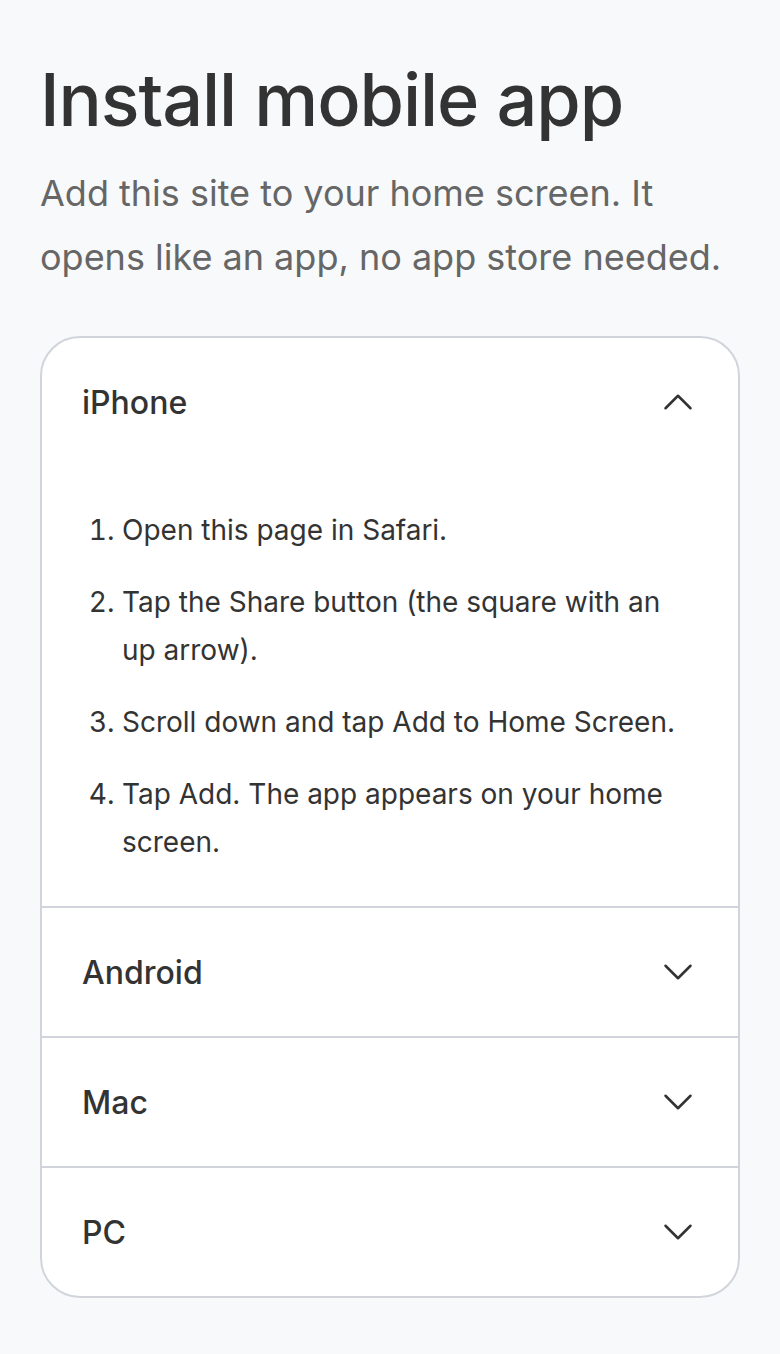 Install mobile app
Add this site to your home screen. It
opens like an app, no app store needed.
iPhone
1. Open this page in Safari.
2. Tap the Share button (the square with an
up arrow).
3. Scroll down and tap Add to Home Screen.
4. Tap Add. The app appears on your home
screen.
Android
Mac
PC